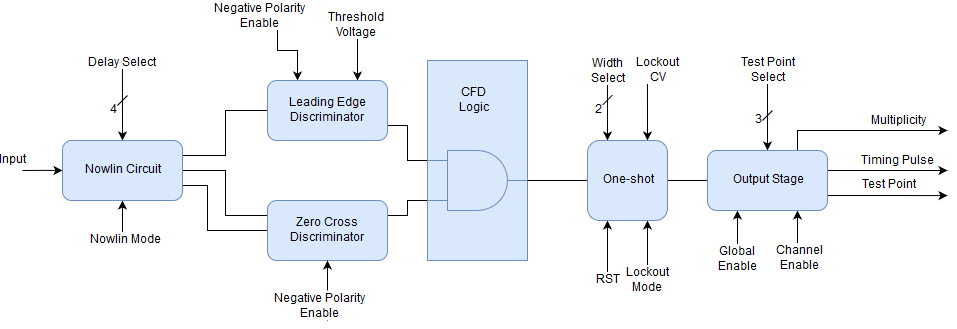 Negative Polarity
Enable
Threshold
Voltage
Delay Select
4
Input
Nowlin Circuit
Nowlin Mode
Leading Edge
Discriminator
Zero Cross
Discriminator
Negative Polarity
Enable
CFD
Logic
Width
Select
2
Lockout
CV
One-shot
RST
Lockout
Mode
Test Point
Select
3
Output Stage
Global
Enable
Channel
Enable
Multiplicity
Timing Pulse
Test Point